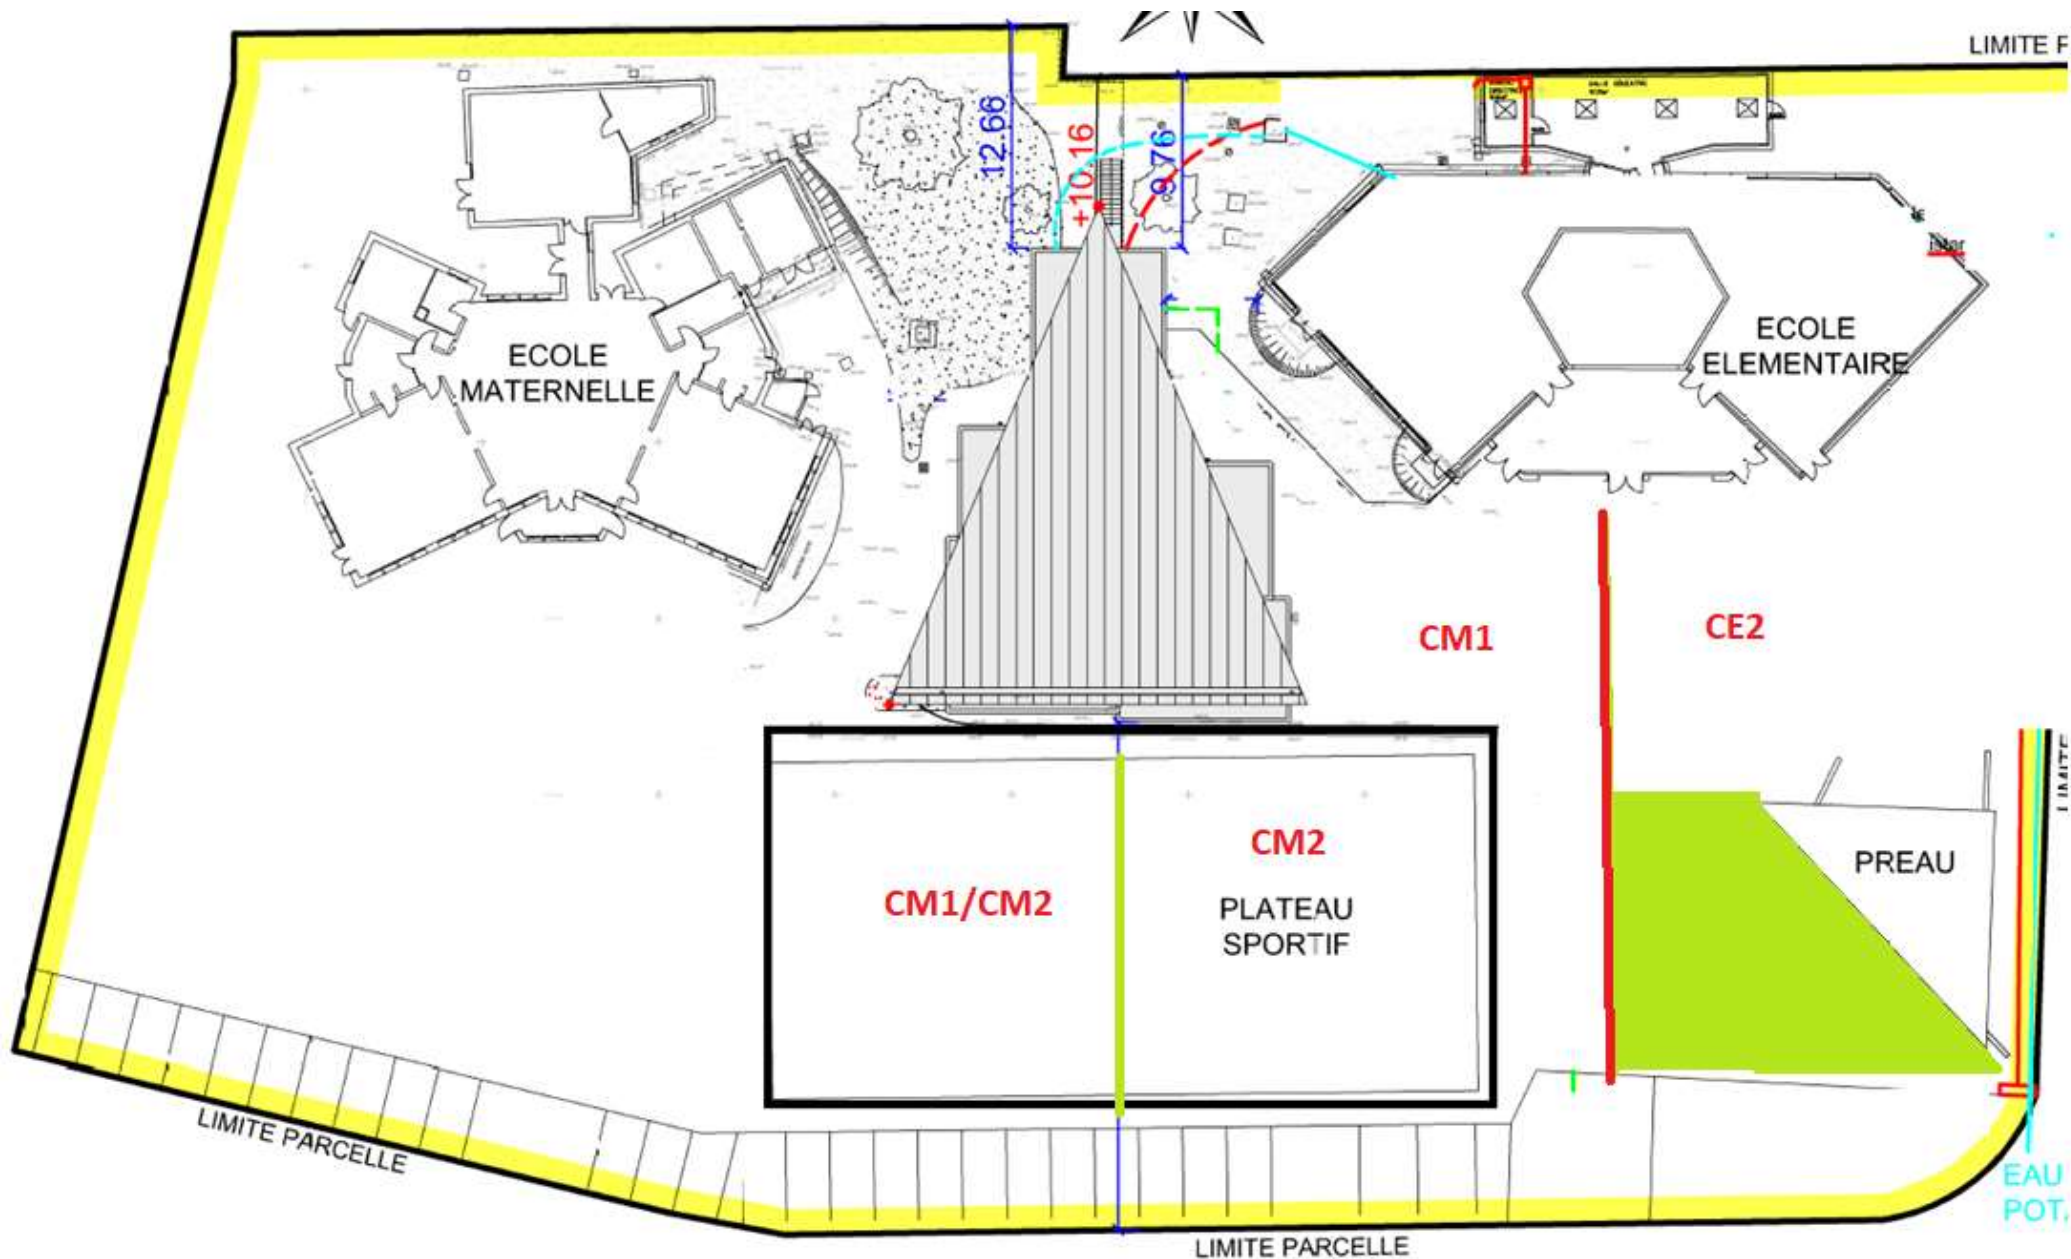 LIMITE
12.66
+10.16
9.76
ECOLE
MATERNELLE
ECOLE
ELEMENTAIRE
CM1
CE2
CM2
CM1/CM2
PLATEAU
SPORTIF
PREAU
LIMITE
LIMITE PARCELLE
EAU
POT.
LIMITE PARCELLE